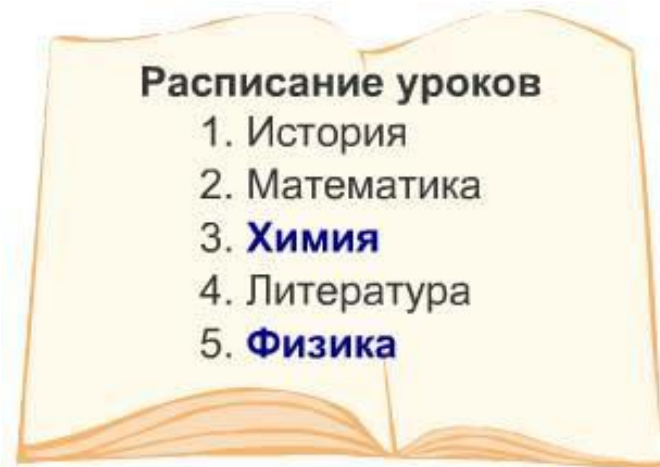 Расписание уроков
1. История
2. Математика
3. Химия
4. Литература
5. Физика